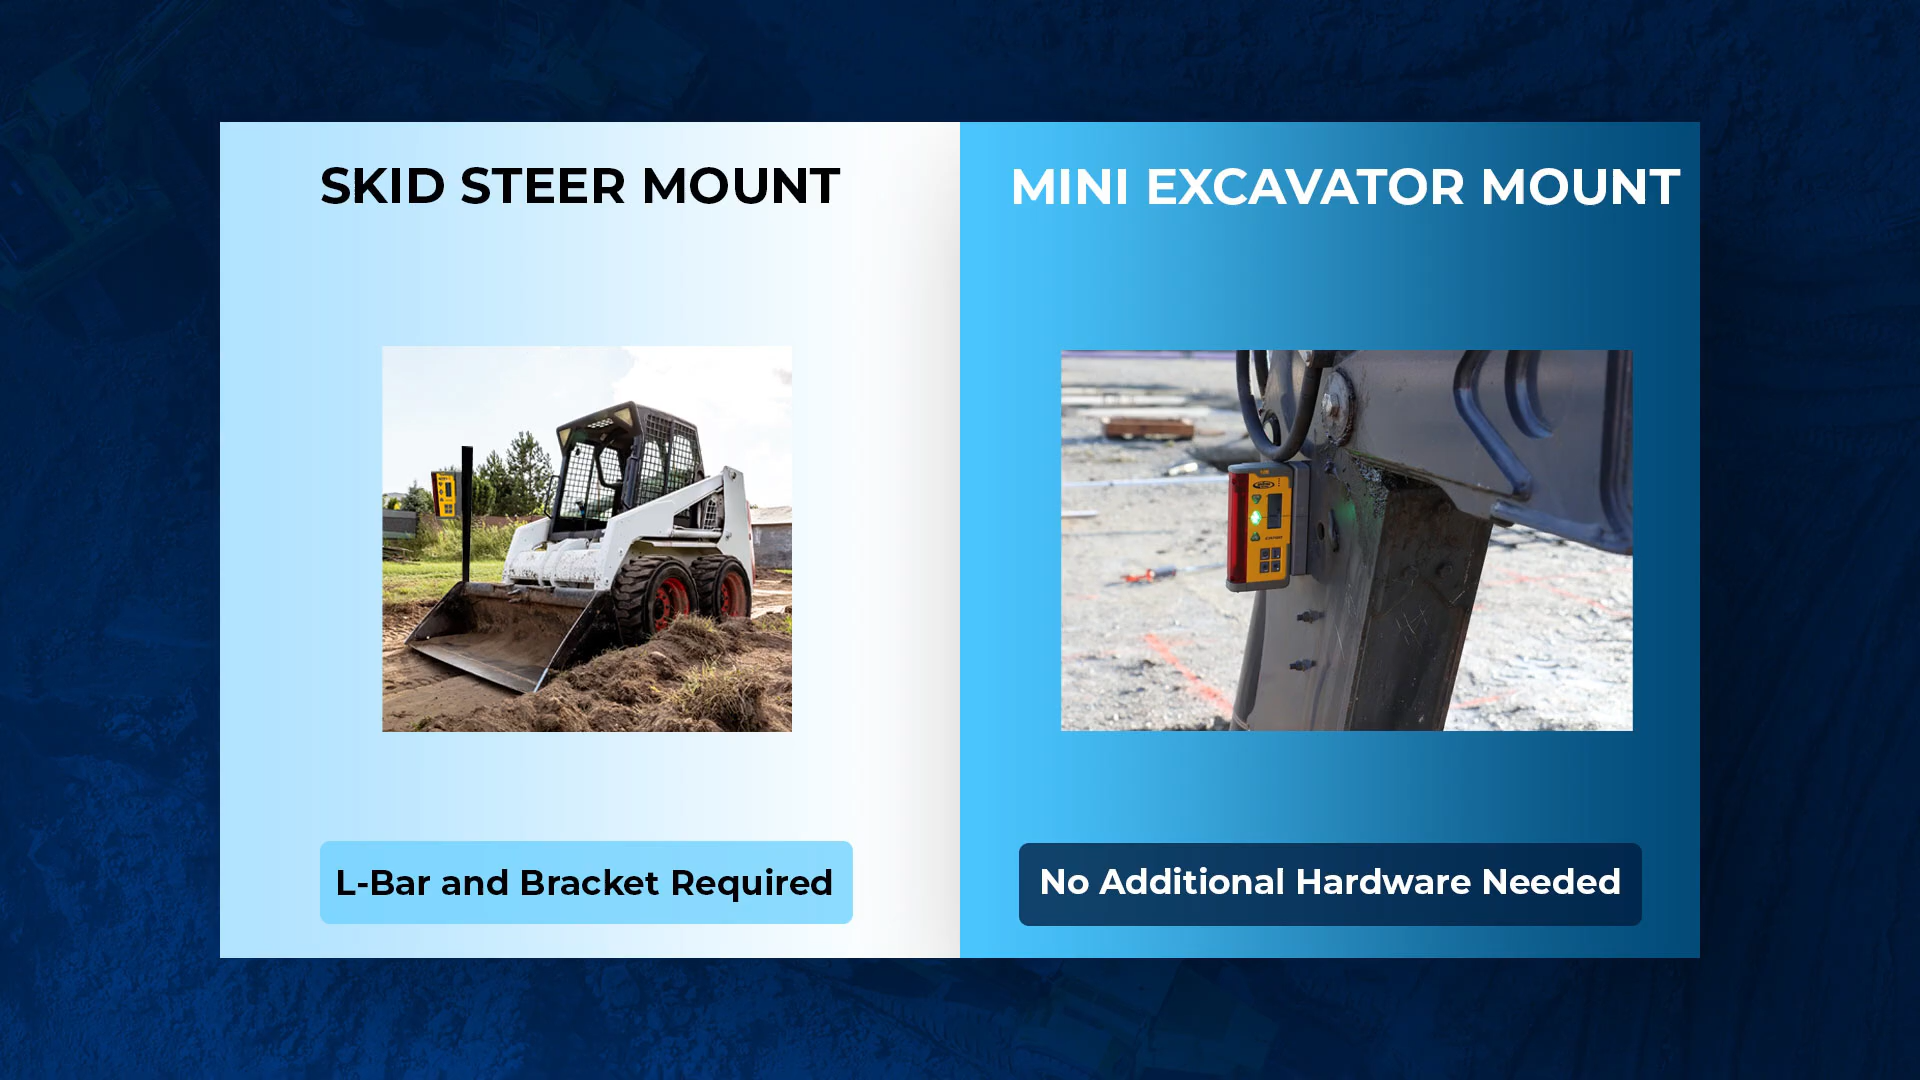 SKID STEER MOUNT
MINI EXCAVATOR MOUNT
L-Bar and Bracket Required
No Additional Hardware Needed